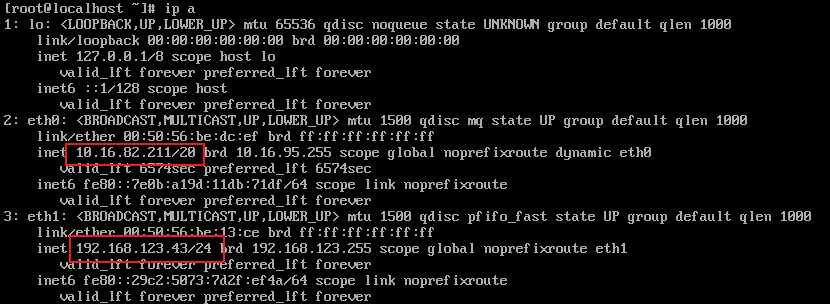 [root@localhost ~]# ip a
1: lo: <LOOPBACK,UP,LOWER_UP> mtu 65536 qdisc noqueue state UNKNOWN group default qlen 1000
link/loopback 00:00:00:00:00:00 brd 00:00:00:00:00:00
inet 127.0.0.1/8 scope host lo
valid_lft forever preferred_lft forever
inet6 ::1/128 scope host
valid_lft forever preferred_lft forever
2: eth0: <BROADCAST,MULTICAST,UP,LOWER_UP> mtu 1500 qdisc mq state UP group default qlen 1000
link/ether 00:50:56:be:dc:ef brd ff:ff:ff:ff:ff:ff
inet 10.16.82.211/20 brd 10.16.95.255 scope global noprefixroute dynamic eth0
valid_lft 6574sec preferred_lft 6574sec
inet6 fe80::7e0b:a19d:11db:71df/64 scope link noprefixroute
valid_lft forever preferred_lft forever
3: eth1: <BROADCAST,MULTICAST,UP,LOWER_UP> mtu 1500 qdisc pfifo_fast state UP group default qlen 1000
link/ether 00:50:56:be:13:ce brd ff:ff:ff:ff:ff:ff
inet 192.168.123.43/24 brd 192.168.123.255 scope global noprefixroute eth1
valid_lft forever preferred_lft forever
inet6 fe80::29c2:5073:7d2f:ef4a/64 scope link noprefixroute
valid_lft forever preferred_lft forever